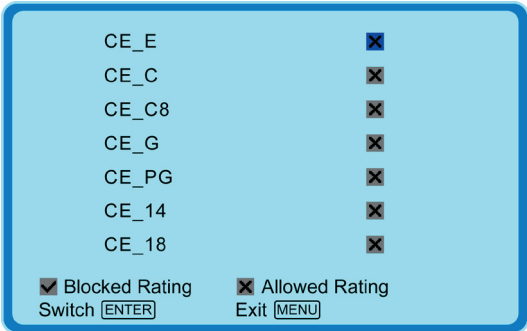 CE_E
CE_C
CE_C8
CE_G
CE_PG
CE_14
CE_18
Blocked Rating Allowed Rating
Switch ENTER Exit MENU